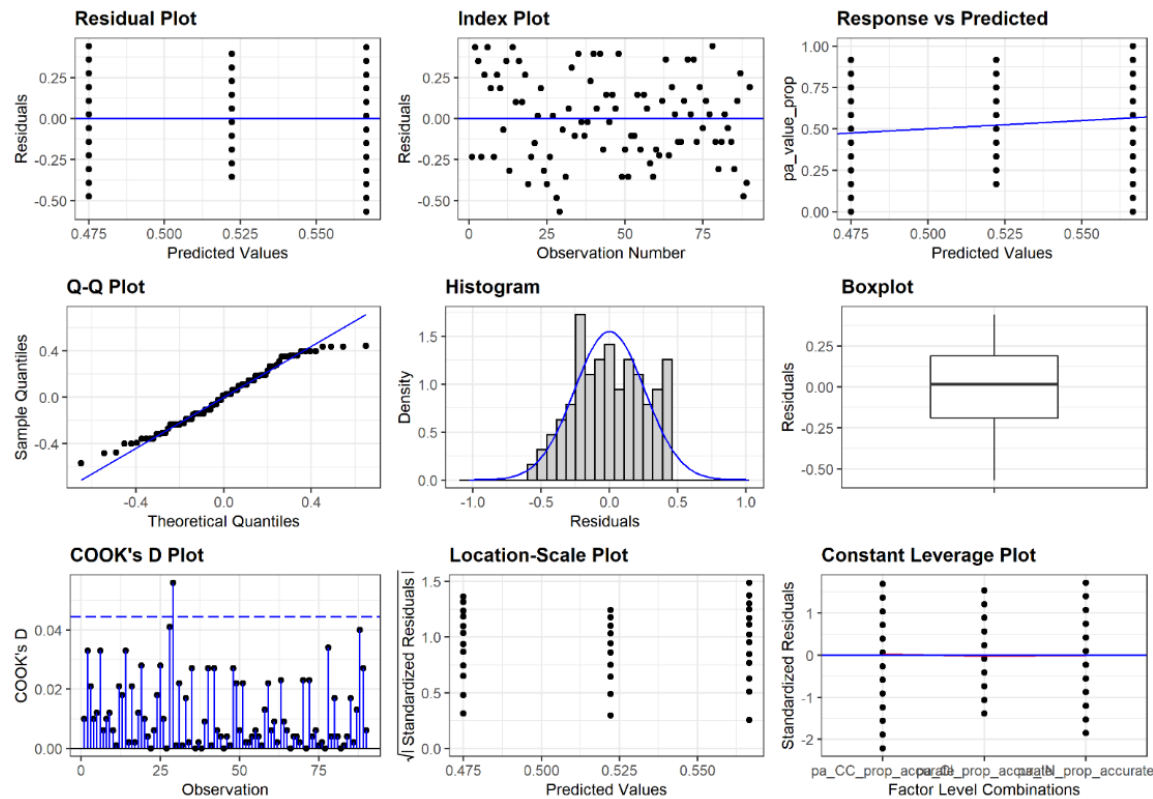 Residual Plot
Residuals
0.25
0.00
-0.25
-0.50
0.475
0.500
0.525
0.550
Predicted Values
Index Plot
Residuals
0.25
0.00
-0.25
-0.50
0
25
50
75
Observation Number
Response vs Predicted
pa_value_prop
1.00
0.75
0.50
0.25
0.00
0.475
0.500
0.525
0.550
Predicted Values
Q-Q Plot
Sample Quantiles
0.4
0.0
-0.4
-0.4
0.0
0.4
Theoretical Quantiles
Histogram
Density
1.5
1.0
0.5
0.0
-1.0
-0.5
0.0
0.5
1.0
Residuals
Boxplot
Residuals
0.25
0.00
-0.25
-0.50
COOK's D Plot
COOK's D
0.04
0.02
0.00
0
25
50
75
Observation
Location-Scale Plot
√| Standardized Residuals |
1.5
1.0
0.5
0.0
0.475
0.500
0.525
0.550
Predicted Values
Constant Leverage Plot
Standardized Residuals
1
0
-1
-2
pa_CC_prop_accurate
pa_IN_prop_accurate
Factor Level Combinations